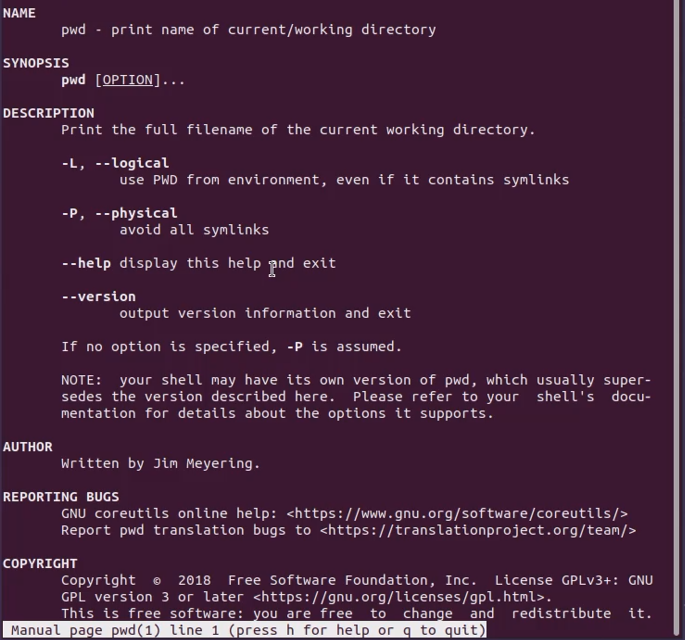 NAME
pwd - print name of current/working directory
SYNOPSIS
pwd [OPTION]...
DESCRIPTION
Print the full filename of the current working directory.
-L, --logical
use PWD from environment, even if it contains symlinks
-P, --physical
avoid all symlinks
--help display this help and exit
--version
output version information and exit
If no option is specified, -P is assumed.
NOTE:  your shell may have its own version of pwd, which usually super-
sedes the version described here.  Please refer to your  shell's  docu-
mentation for details about the options it supports.
AUTHOR
Written by Jim Meyering.
REPORTING BUGS
GNU coreutils online help: <https://www.gnu.org/software/coreutils/>
Report pwd translation bugs to <https://translationproject.org/team/>
COPYRIGHT
Copyright  ©  2018  Free Software Foundation, Inc.  License GPLv3+: GNU
GPL version 3 or later <https://gnu.org/licenses/gpl.html>.
This is free software: you are free  to  change  and  redistribute  it.
Manual page pwd(1) line 1 (press h for help or q to quit)